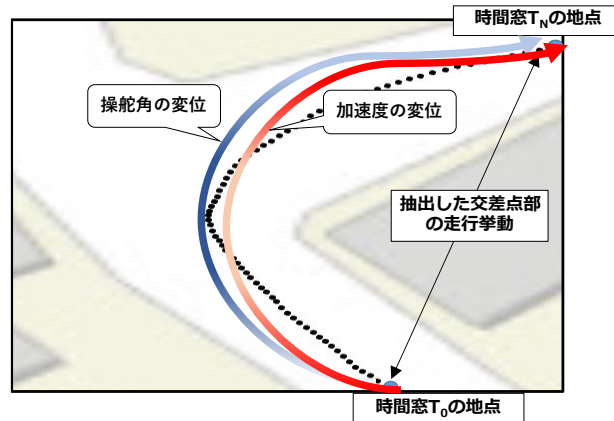 時間窓TNの地点
操舵角の変位
加速度の変位
抽出した交差点部
の走行挙動
時間窓T0の地点